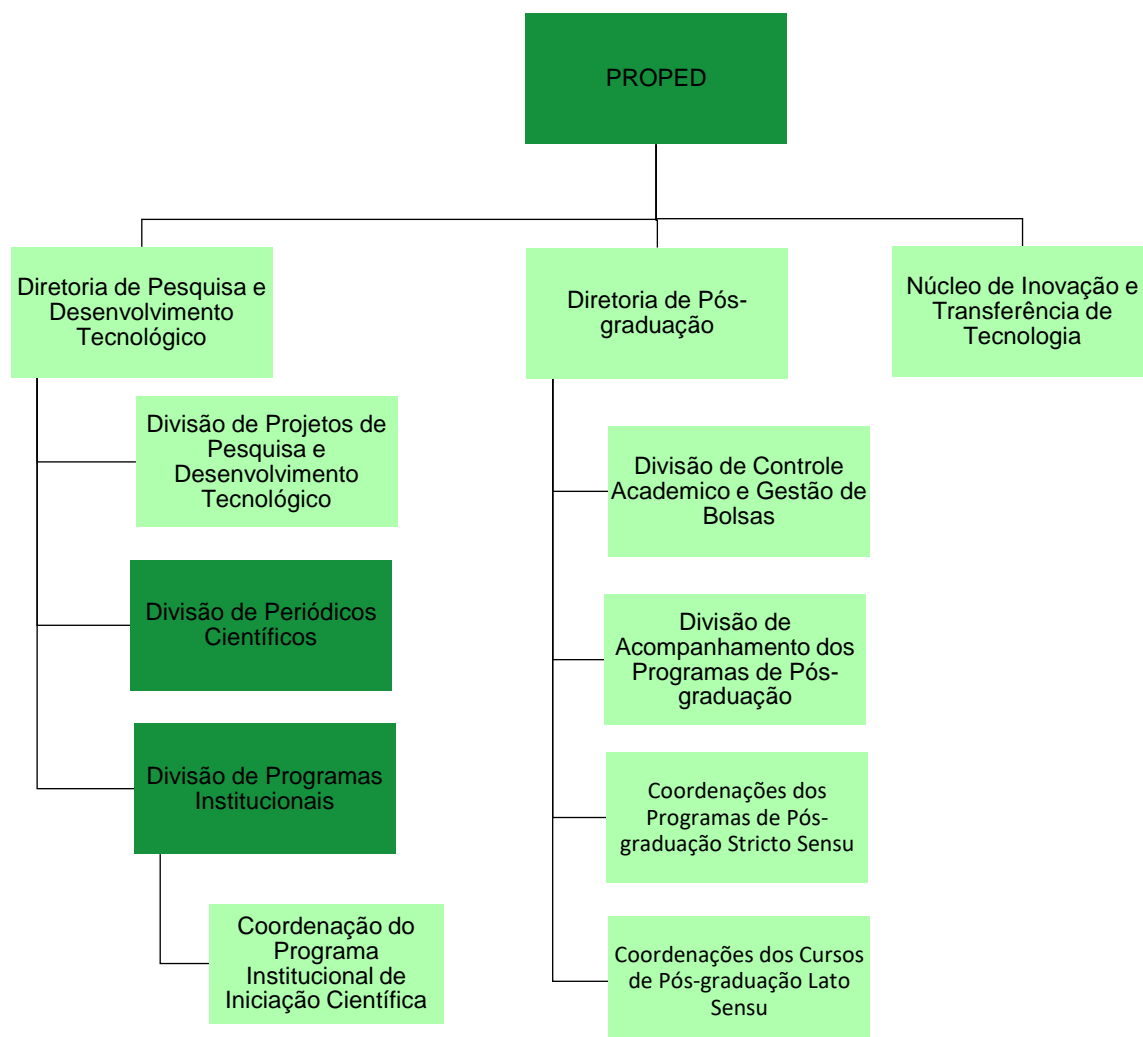 PROPED
Diretoria de Pesquisa e
Desenvolvimento
Tecnológico
Diretoria de Pós-
graduação
Núcleo de Inovação e
Transferência de
Tecnologia
Divisão de Projetos de
Pesquisa e
Desenvolvimento
Tecnológico
Divisão de Periódicos
Científicos
Divisão de Programas
Institucionais
Coordenação do
Programa
Institucional de
Iniciação Científica
Divisão de Controle
Academico e Gestão de
Bolsas
Divisão de
Acompanhamento dos
Programas de Pós-
graduação
Coordenações dos
Programas de Pós-
graduação Stricto Sensu
Coordenações dos Cursos
de Pós-graduação Lato
Sensu